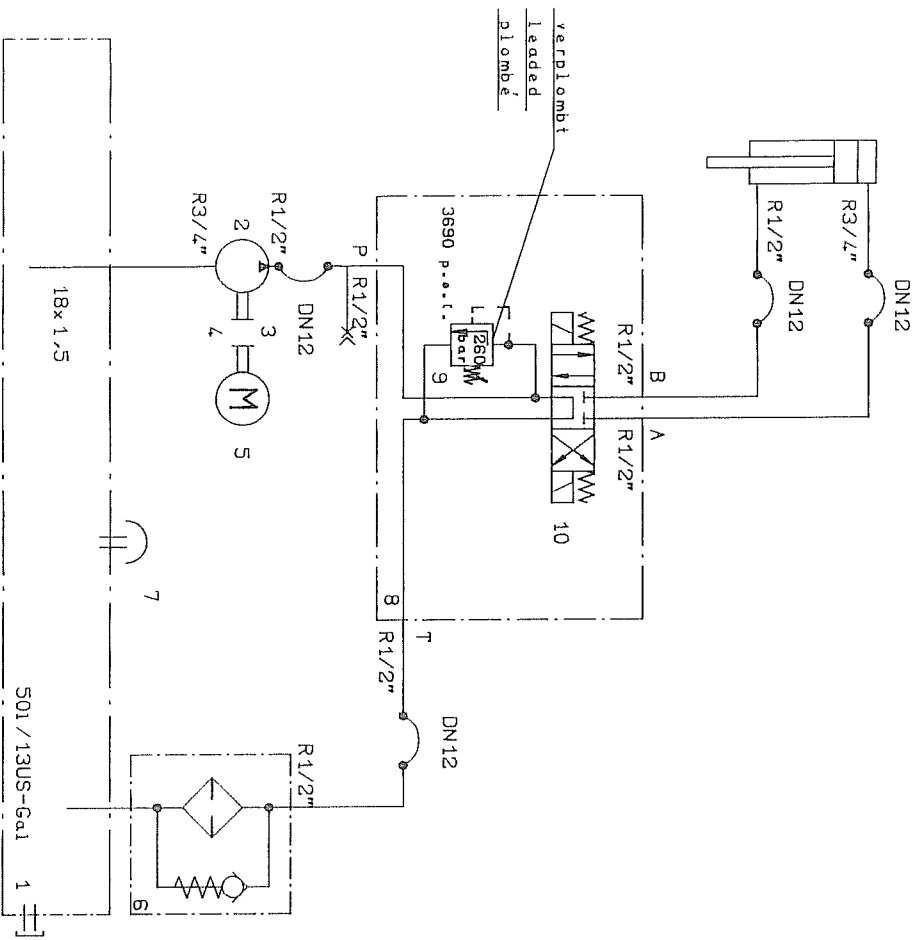 verplombt
leaded
plombé
R3/4"
DN12
R1/2"
DN12
3690 p.s.i.
260
bar
9
R1/2"
B
R1/2"
A
10
P
R1/2"
DN12
R1/2"
2
R3/4"
3
4
M
5
18x1,5
7
8
T
R1/2"
DN12
R1/2"
6
50l/13US-Gal
1